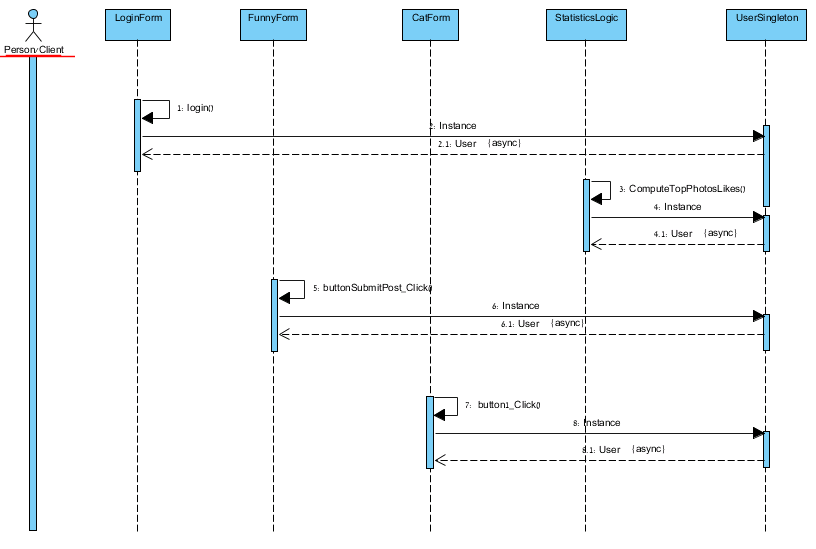 LoginForm
FunnyForm
CatForm
StatisticsLogic
UserSingleton
Person/Client
1: login()
2: Instance
2.1: User {async}
3: ComputeTopPhotosLikes()
4: Instance
4.1: User {async}
5: buttonSubmitPost_Click()
6: Instance
6.1: User {async}
7: button1_Click()
8: Instance
8.1: User {async}